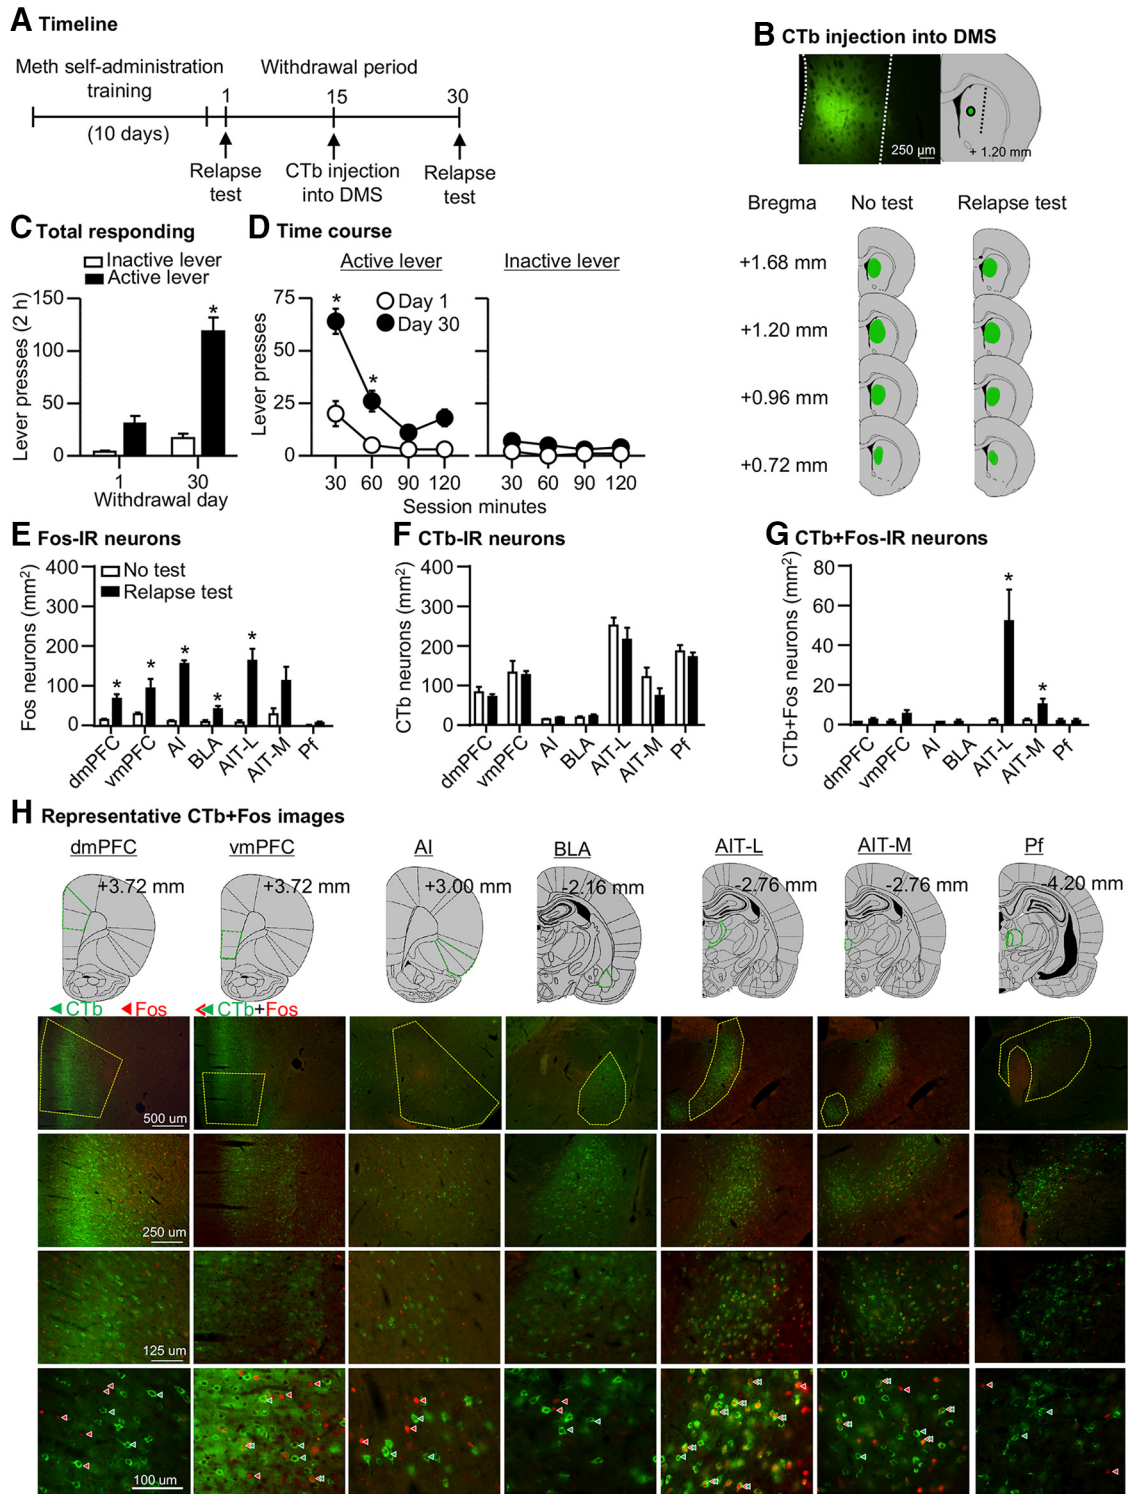 A Timeline
Meth self-administration
training
Withdrawal period
1
15
30
(10 days)
Relapse
test
CTb injection
into DMS
Relapse
test
B CTb injection into DMS
250 µm
+ 1.20 mm
Bregma
No test
Relapse test
+1.68 mm
+1.20 mm
+0.96 mm
+0.72 mm
C Total responding
Inactive lever
Active lever
Lever presses (2 h)
150
100
50
0
*
1
30
Withdrawal day
D Time course
Active lever
Inactive lever
Day 1
Day 30
Lever presses
75
50
25
0
*
*
30 60 90 120
30 60 90 120
Session minutes
E Fos-IR neurons
No test
Relapse test
Fos neurons (mm²)
400
300
200
100
0
* * * * *
dmPFC
vmPFC
AI
BLA
AIT-L
AIT-M
Pf
F CTb-IR neurons
CTb neurons (mm²)
400
300
200
100
0
dmPFC
vmPFC
AI
BLA
AIT-L
AIT-M
Pf
G CTb+Fos-IR neurons
CTb+Fos neurons (mm²)
80
60
40
20
0
*
*
dmPFC
vmPFC
AI
BLA
AIT-L
AIT-M
Pf
H Representative CTb+Fos images
dmPFC
vmPFC
AI
BLA
AIT-L
AIT-M
Pf
+3.72 mm
+3.72 mm
+3.00 mm
-2.16 mm
-2.76 mm
-2.76 mm
-4.20 mm
CTb
Fos
CTb+Fos
500 um
250 um
125 um
100 um